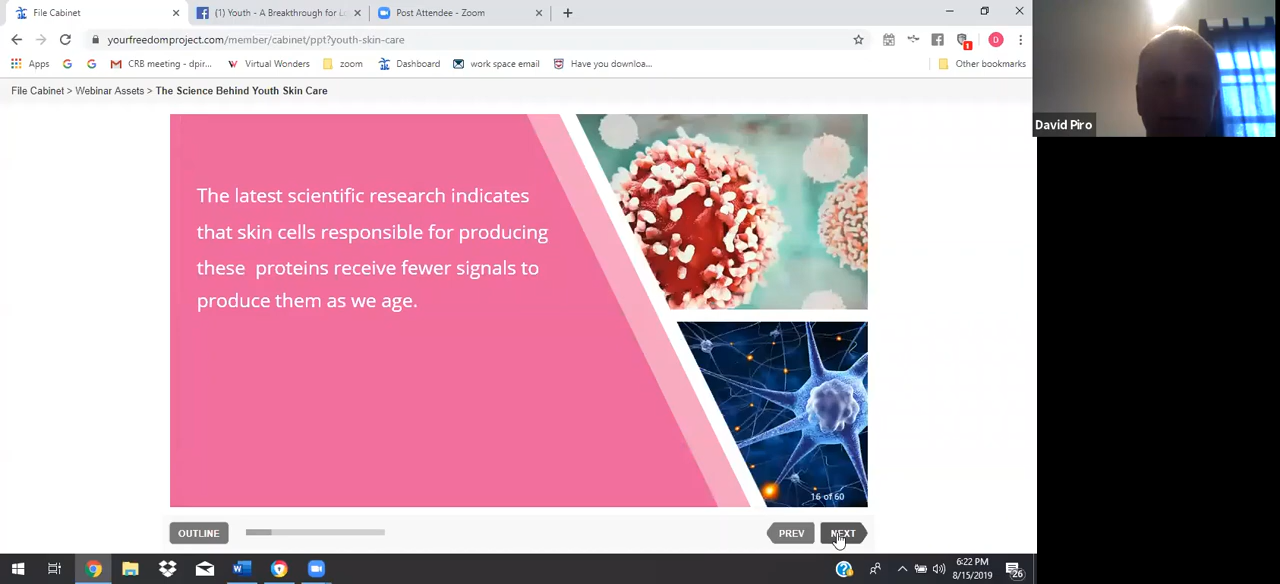 File Cabinet
(1) Youth - A Breakthrough for L
Post Attendee - Zoom
yourfreedomproject.com/member/cabinet/ppt?youth-skin-care
Apps
CRB meeting - dpir...
Virtual Wonders
zoom
Dashboard
work space email
Have you downloa...
Other bookmarks
File Cabinet > Webinar Assets > The Science Behind Youth Skin Care
David Piro
The latest scientific research indicates
that skin cells responsible for producing
these proteins receive fewer signals to
produce them as we age.
16 of 60
OUTLINE
PREV
NEXT
6:22 PM
8/15/2019
26